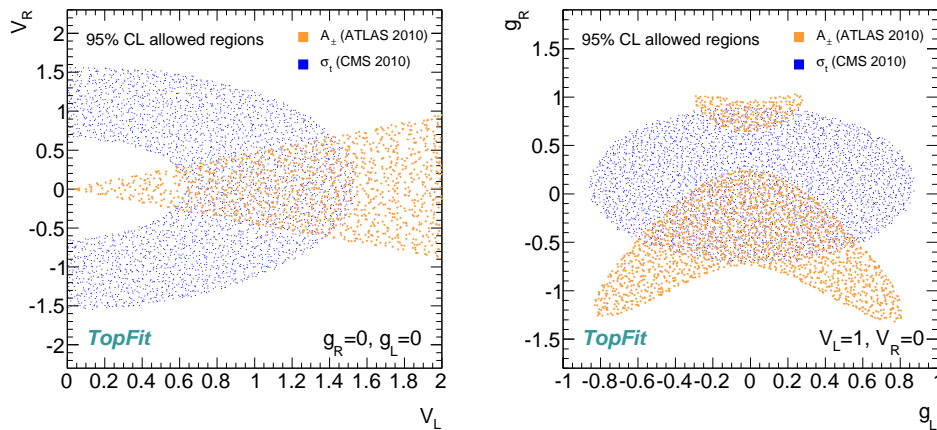 V_R
95% CL allowed regions
A_± (ATLAS 2010)
σ_t (CMS 2010)
2
1.5
1
0.5
0
-0.5
-1
-1.5
-2
TopFit
g_R=0, g_L=0
0 0.2 0.4 0.6 0.8 1 1.2 1.4 1.6 1.8 2
V_L
g_R
95% CL allowed regions
A_± (ATLAS 2010)
σ_t (CMS 2010)
1.5
1
0.5
0
-0.5
-1
-1.5
TopFit
V_L=1, V_R=0
-1 -0.8 -0.6 -0.4 -0.2 0 0.2 0.4 0.6 0.8 1
g_L